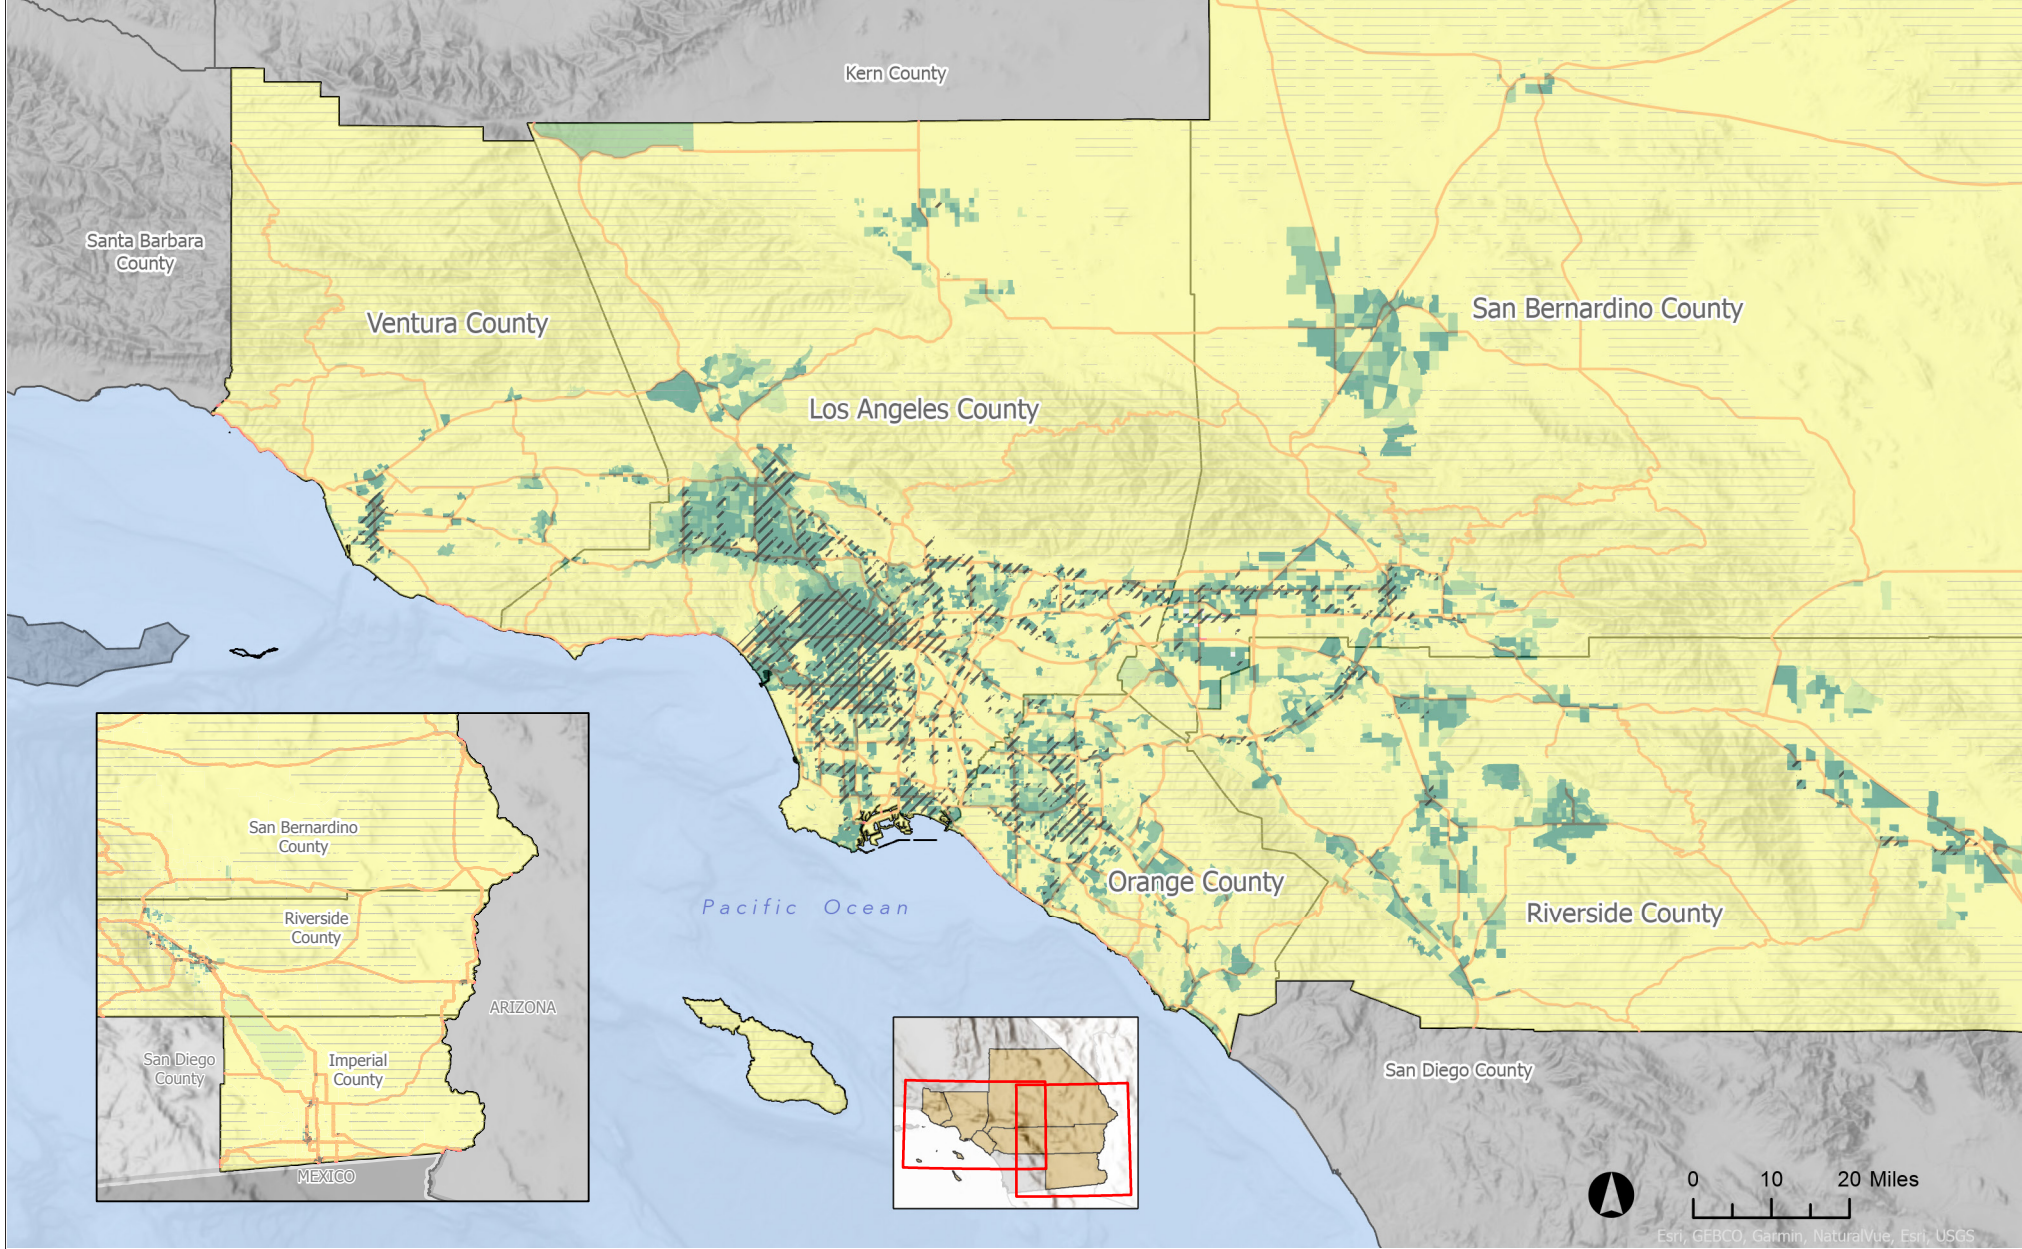 Kern County
Santa Barbara
County
Ventura County
San Bernardino County
Los Angeles County
Orange County
Riverside County
Pacific Ocean
San Diego County
San Bernardino
County
Riverside
County
ARIZONA
San Diego
County
Imperial
County
MEXICO
0 10 20 Miles
Esri, GEBCO, Garmin, NaturalVue, Esri, USGS